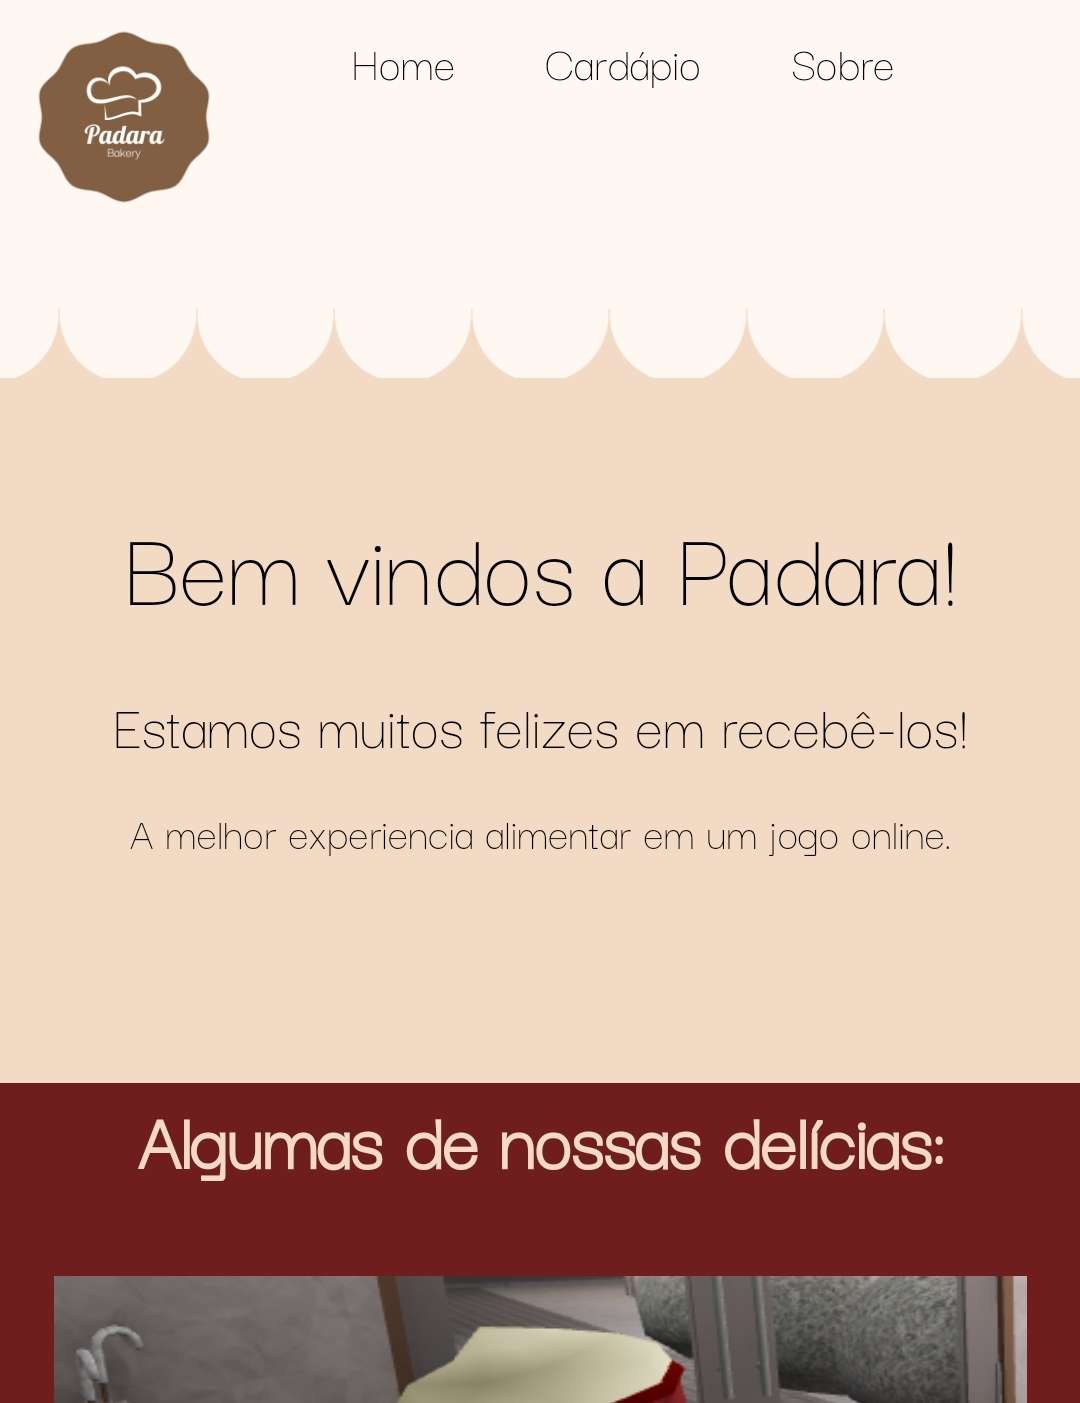 Padara
Bakery
Home
Cardápio
Sobre
Bem vindos a Padara!
Estamos muitos felizes em recebê-los!
A melhor experiencia alimentar em um jogo online.
Algumas de nossas delícias: